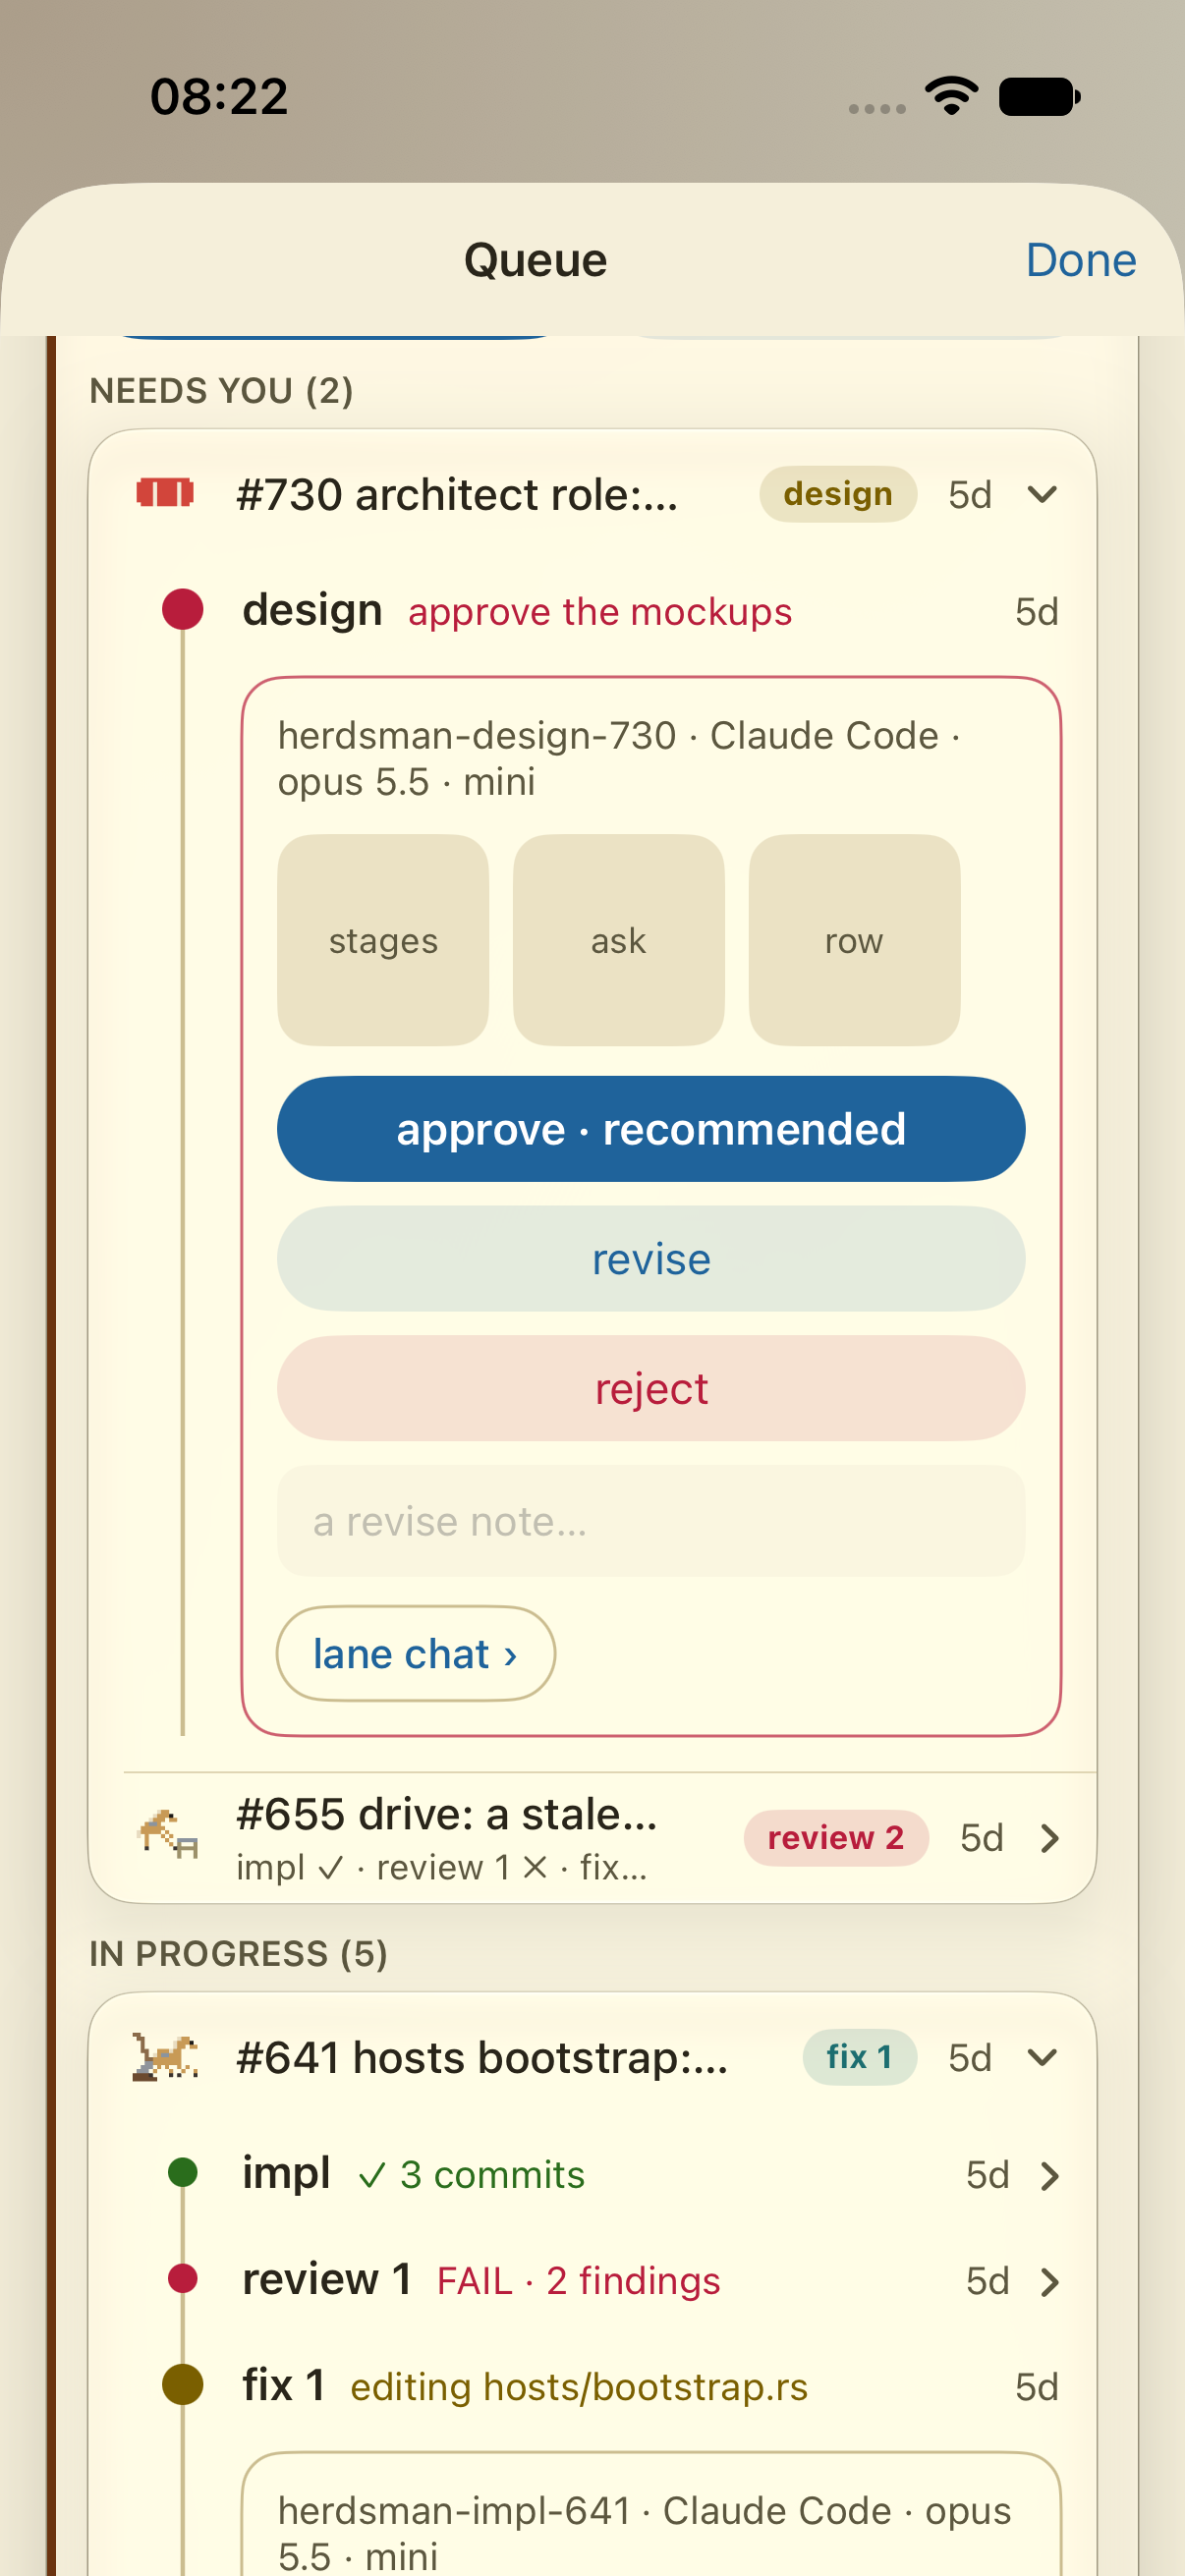 08:22
Queue
Done
NEEDS YOU (2)
#730 architect role:... design 5d
design approve the mockups 5d
herdsman-design-730 · Claude Code ·
opus 5.5 · mini
stages ask row
approve · recommended
revise
reject
a revise note...
lane chat ›
#655 drive: a stale... review 2 5d
impl ✓ · review 1 ✕ · fix...
IN PROGRESS (5)
#641 hosts bootstrap:... fix 1 5d
impl ✓ 3 commits 5d
review 1 FAIL · 2 findings 5d
fix 1 editing hosts/bootstrap.rs 5d
herdsman-impl-641 · Claude Code · opus
5.5 · mini